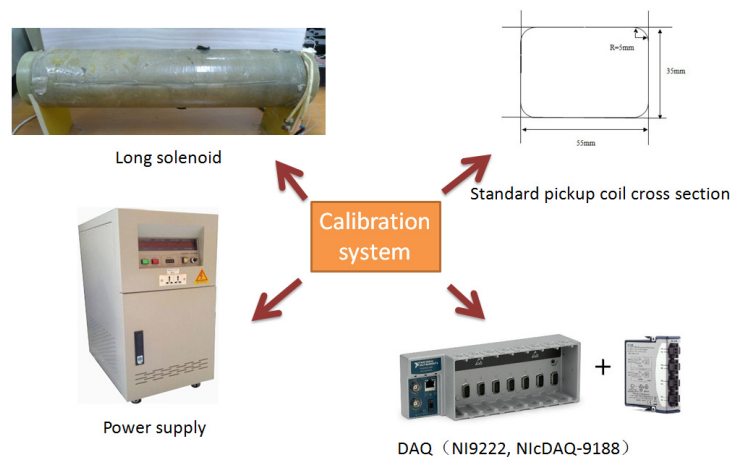 R=5mm
35mm
55mm
Long solenoid
Standard pickup coil cross section
Calibration
system
+
Power supply
DAQ（NI9222, NIcDAQ-9188）